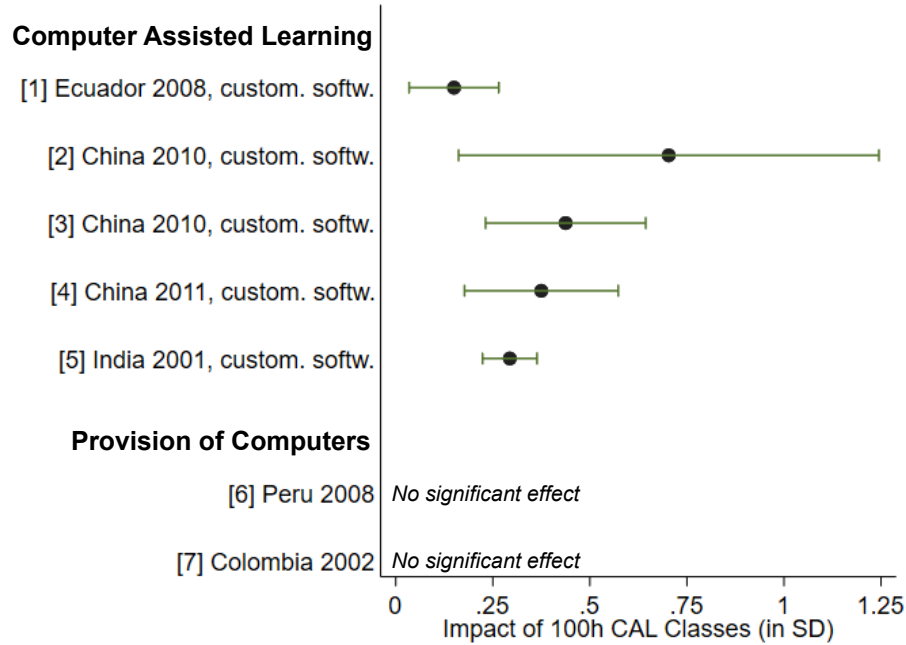 Computer Assisted Learning
[1] Ecuador 2008, custom. softw.
[2] China 2010, custom. softw.
[3] China 2010, custom. softw.
[4] China 2011, custom. softw.
[5] India 2001, custom. softw.
Provision of Computers
[6] Peru 2008 No significant effect
[7] Colombia 2002 No significant effect
0 .25 .5 .75 1 1.25
Impact of 100h CAL Classes (in SD)